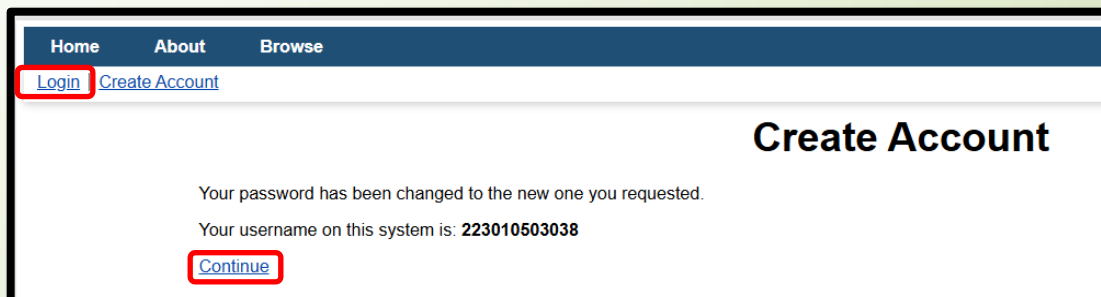 Home About Browse
Login | Create Account
Create Account
Your password has been changed to the new one you requested.
Your username on this system is: 223010503038
Continue